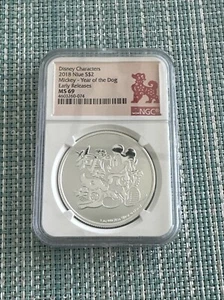 Disney Characters
2018 Niue S$2
Mickey - Year of the Dog
Early Releases
MS 69
NGC